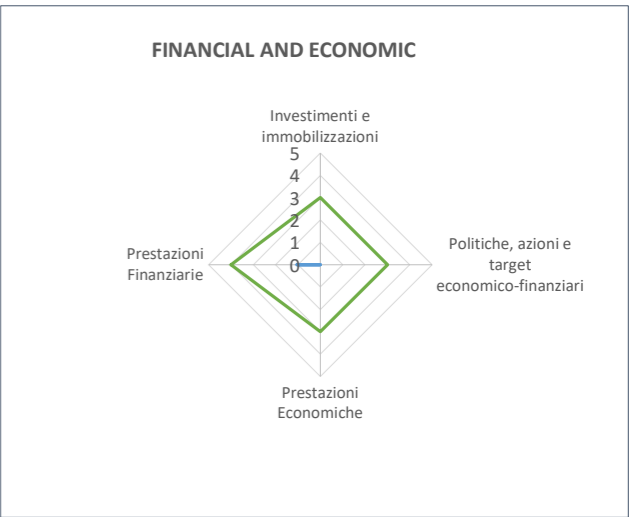 FINANCIAL AND ECONOMIC
Investimenti e
immobilizzazioni
5
4
3
2
1
0
Prestazioni
Finanziarie
Politiche, azioni e
target
economico-finanziari
Prestazioni
Economiche